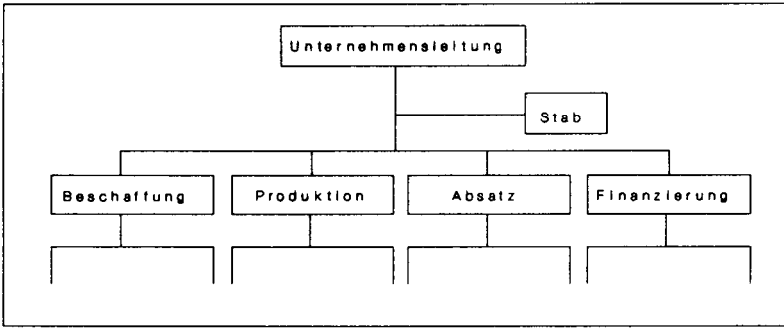 Unternehmensleitung
Stab
Beschaffung
Produktion
Absatz
Finanzierung